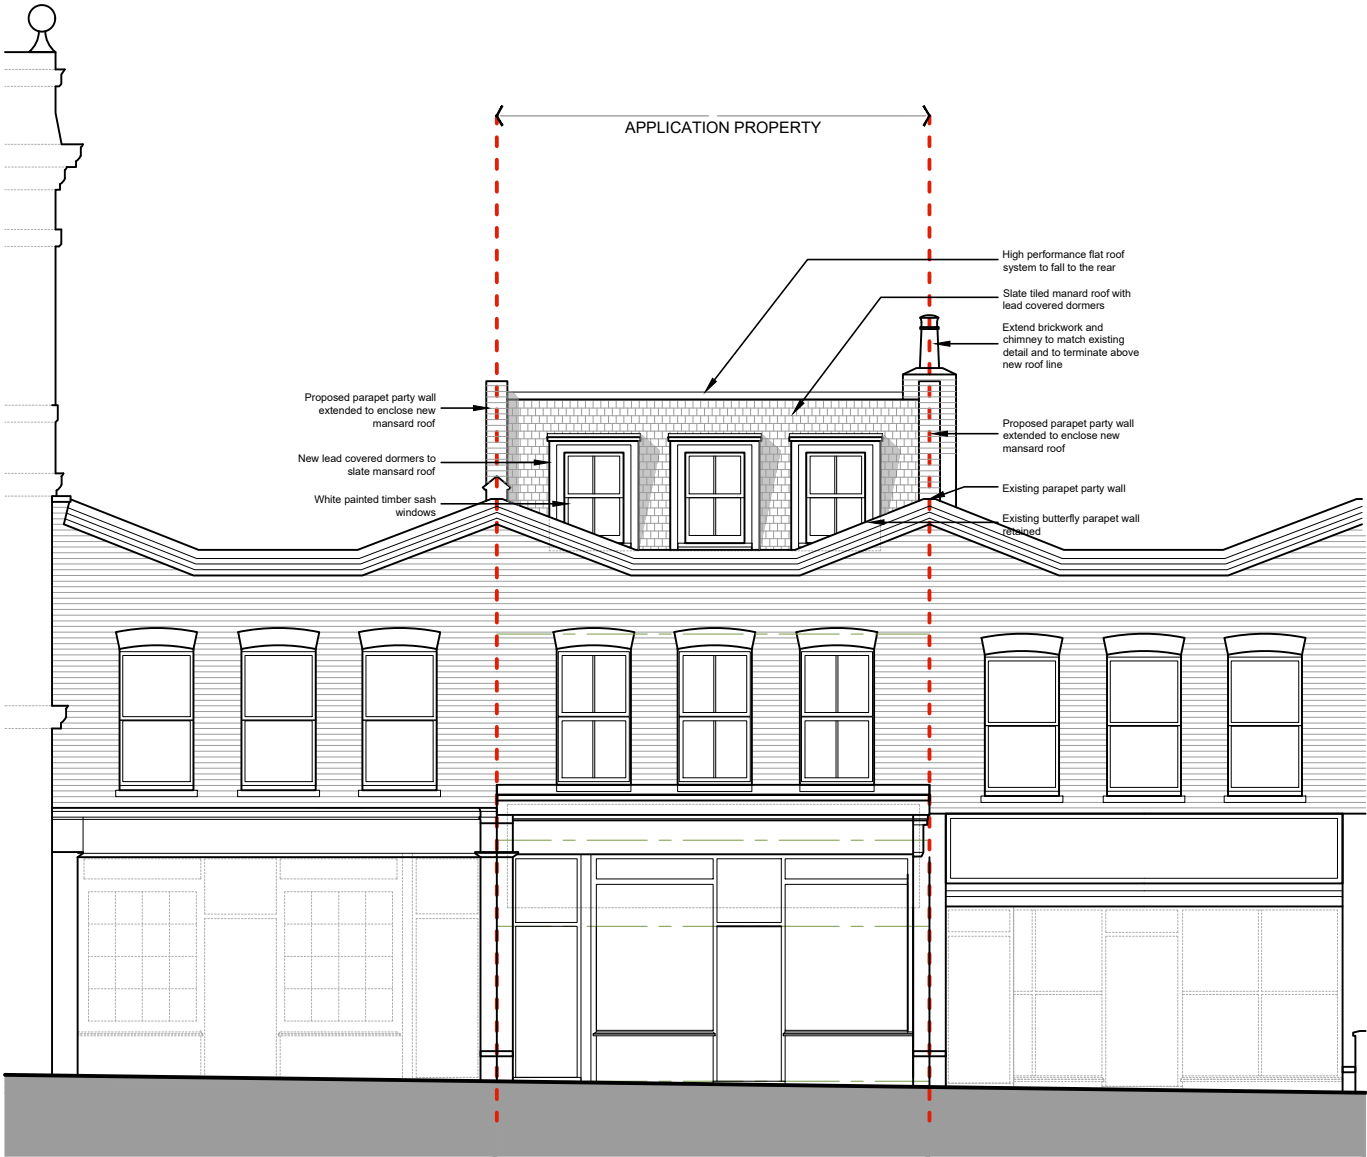 APPLICATION PROPERTY
High performance flat roof
system to fall to the rear
Slate tiled manard roof with
lead covered dormers
Extend brickwork and
chimney to match existing
detail and to terminate above
new roof line
Proposed parapet party wall
extended to enclose new
mansard roof
Proposed parapet party wall
extended to enclose new
mansard roof
New lead covered dormers to
slate mansard roof
White painted timber sash
windows
Existing parapet party wall
Existing butterfly parapet wall
retained